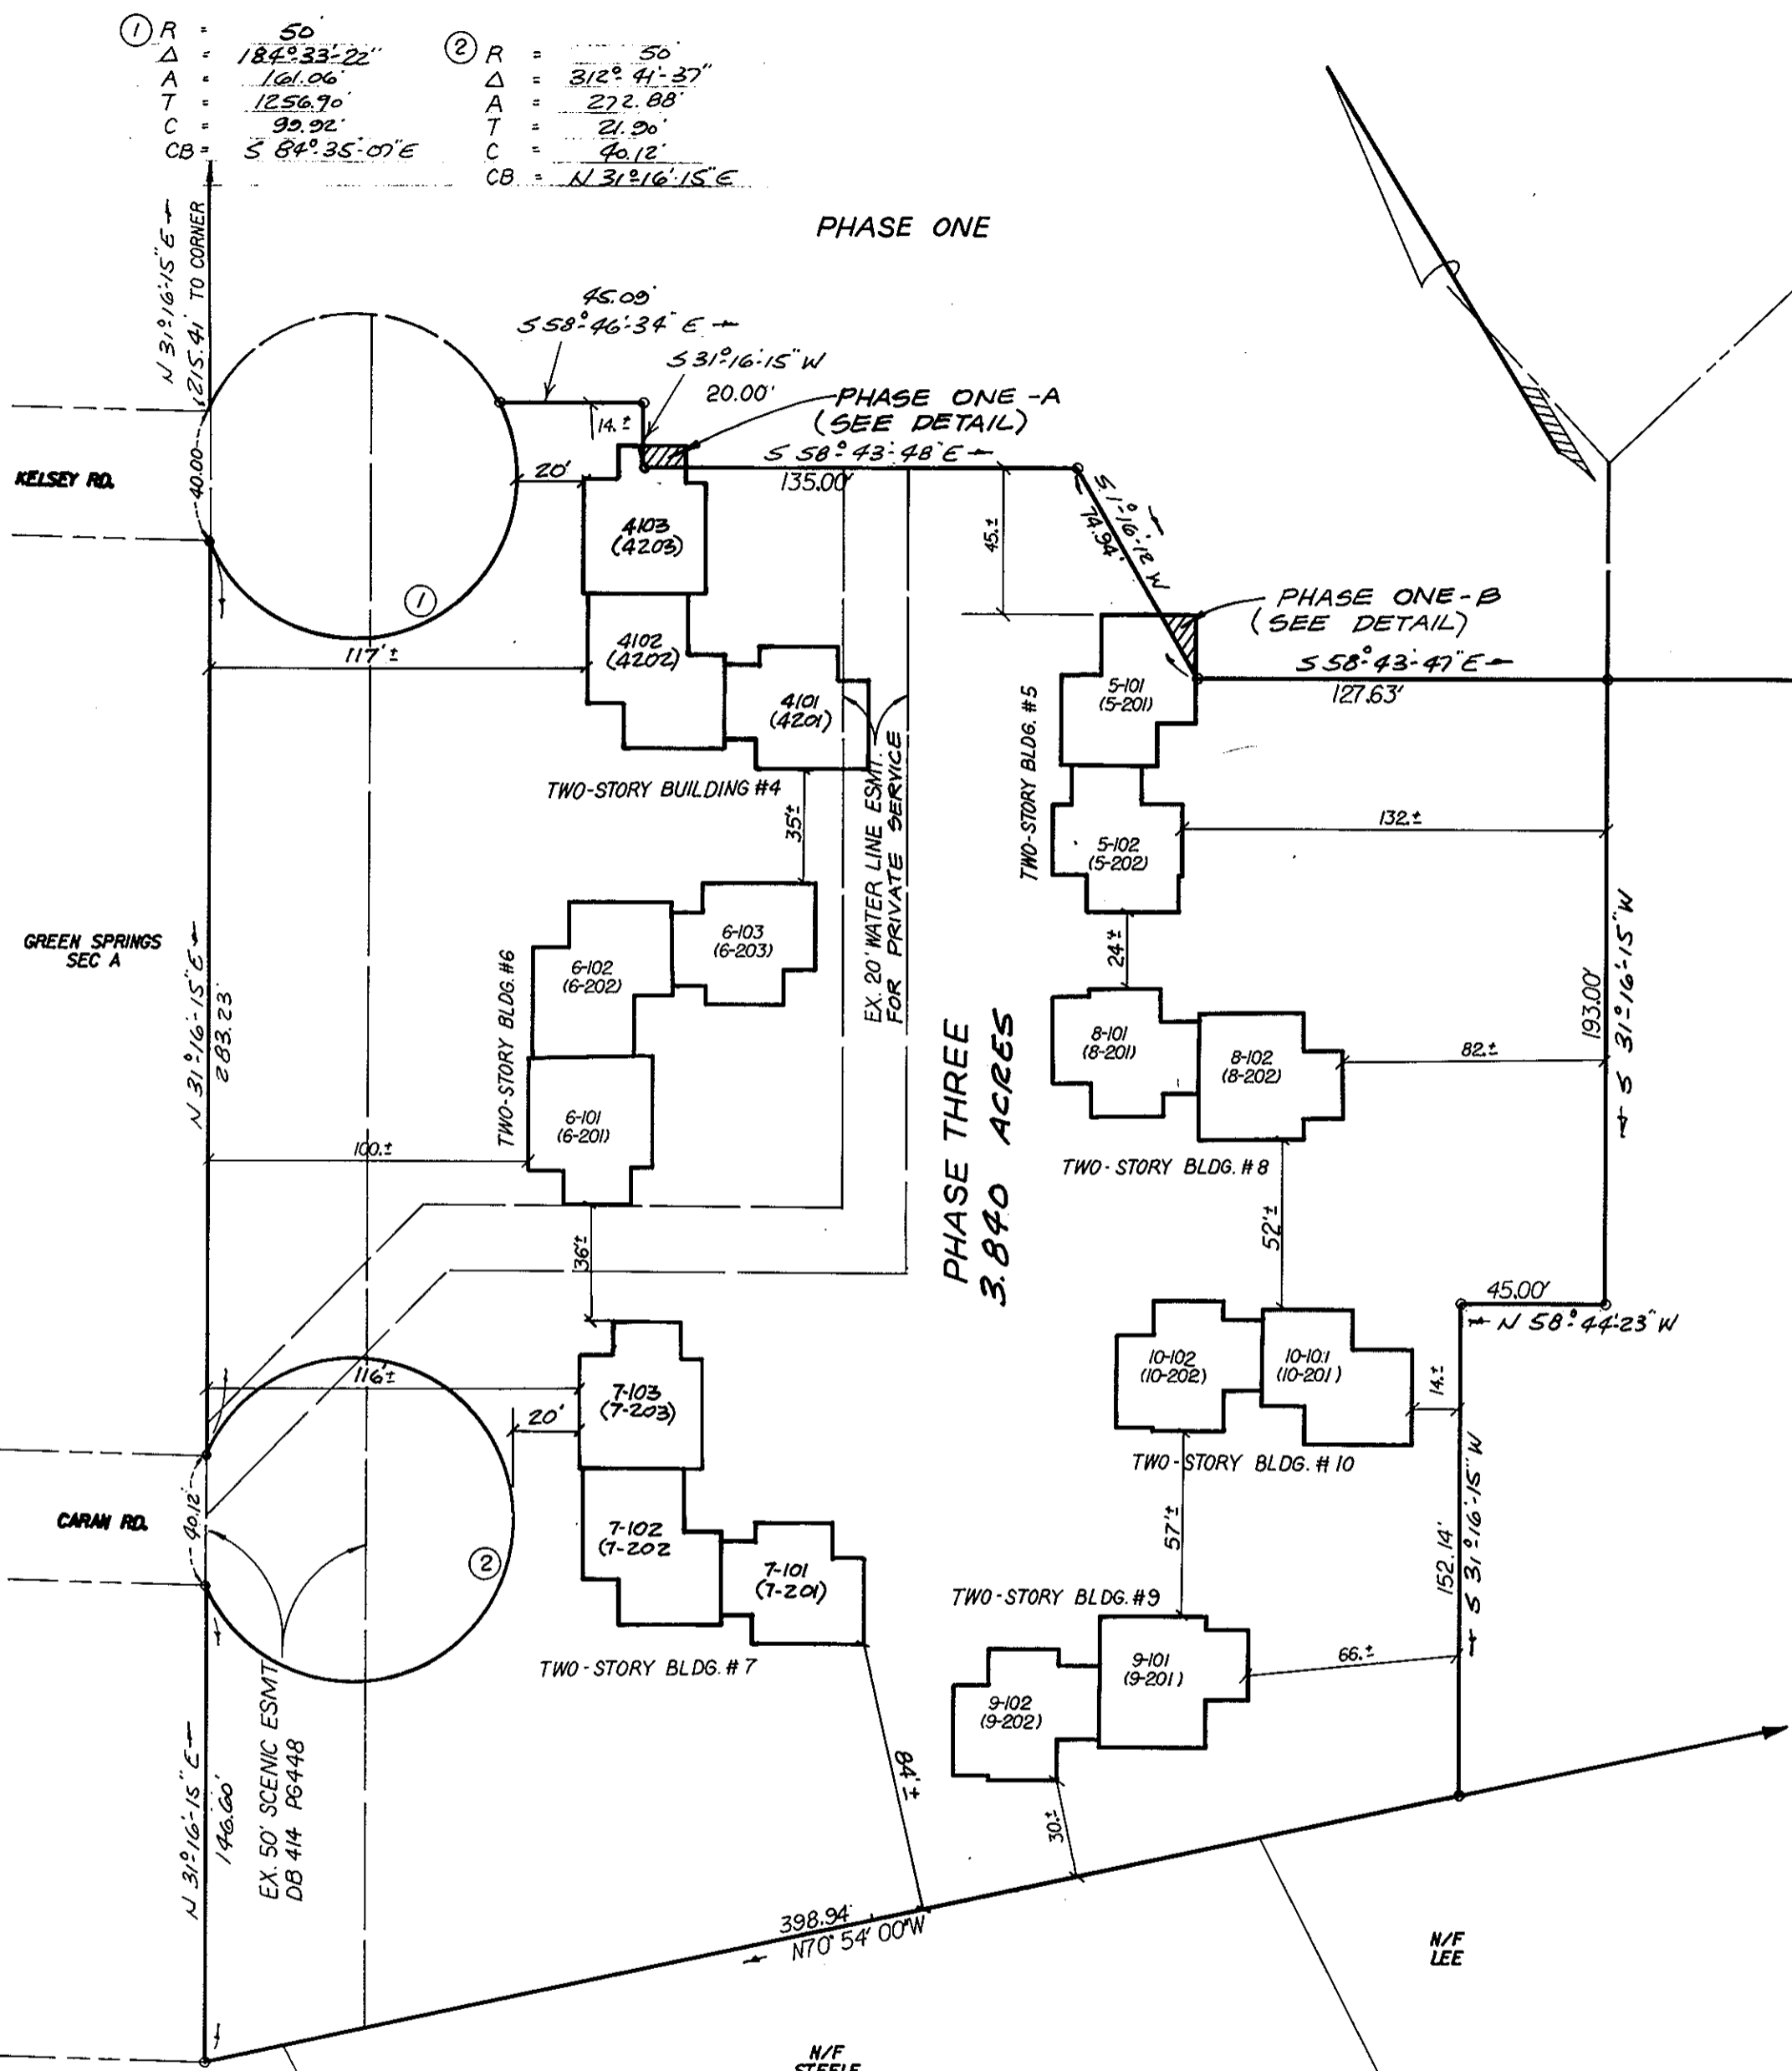 ① R = 50'
Δ = 184°-33'-22"
A = 161.06'
T = 1256.90'
C = 99.92'
CB = S 84°-35'-07" E
② R = 50'
Δ = 312°-41'-37"
A = 272.88'
T = 21.90'
C = 40.12'
CB = N 31°-16'-15" E
PHASE ONE
N 31°-16'-15" E
215.41' TO CORNER
45.09'
S 58°-46'-34" E
S 31°-16'-15" W
20.00'
PHASE ONE-A
(SEE DETAIL)
14.±
S 58°-43'-48" E
135.00'
KELSEY RD.
40.00'
20'
4103
(4203)
45.±
S 1°-16'-12" W
74.94'
①
PHASE ONE-B
(SEE DETAIL)
S 58°-43'-47" E
127.63'
117'±
4102
(4202)
4101
(4201)
5-101
(5-201)
TWO-STORY BLDG. #5
TWO-STORY BUILDING #4
35'±
EX. 20' WATER LINE ESMT.
FOR PRIVATE SERVICE
132.±
5-102
(5-202)
GREEN SPRINGS
SEC A
N 31°-16'-15" E
283.23'
TWO-STORY BLDG. #6
6-103
(6-203)
6-102
(6-202)
24'±
193.00'
S 31°-16'-15" W
PHASE THREE
3.840 ACRES
8-101
(8-201)
8-102
(8-202)
82.±
6-101
(6-201)
100.±
TWO-STORY BLDG. #8
36'±
52'±
45.00'
N 58°-44'-23" W
116'±
7-103
(7-203)
20'
10-102
(10-202)
10-101
(10-201)
14.±
TWO-STORY BLDG. #10
CARAN RD.
40.12'
②
7-102
(7-202
7-101
(7-201)
57'±
152.14'
S 31°-16'-15" W
TWO-STORY BLDG. #9
TWO-STORY BLDG. #7
9-101
(9-201)
66.±
9-102
(9-202)
N 31°-16'-15" E
146.60'
EX. 50' SCENIC ESMT
DB 414 PG448
84'±
30.±
398.94'
N70°54'00"W
N/F
LEE
N/F
STEELE